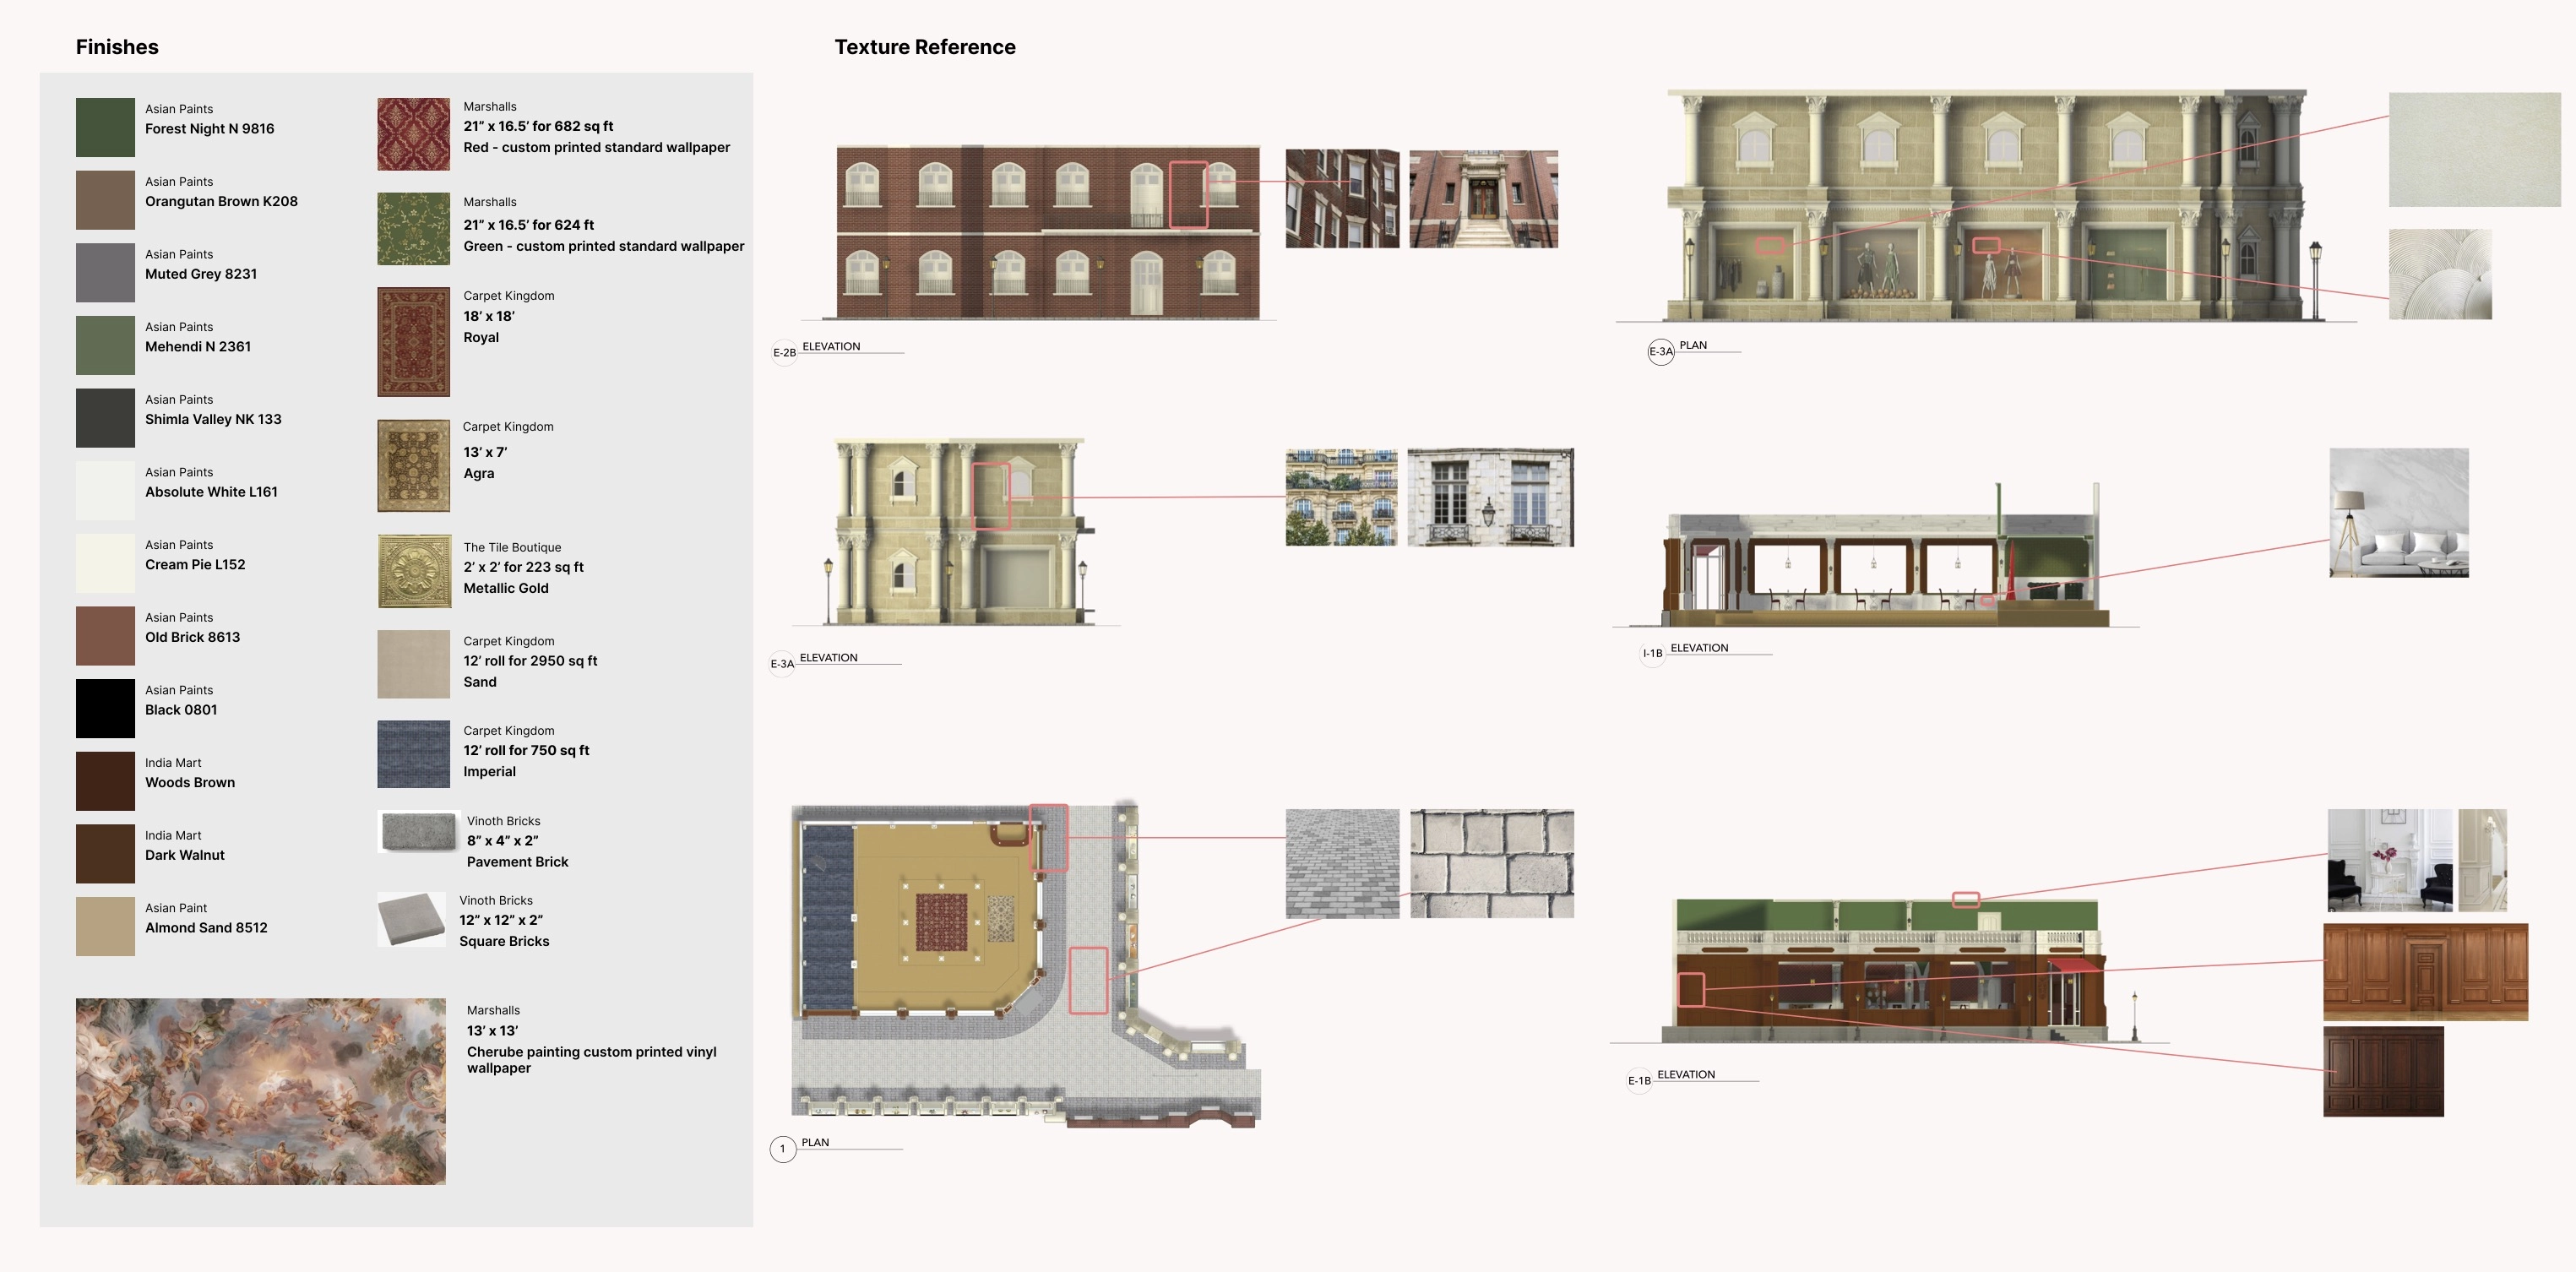 Finishes
Asian Paints
Forest Night N 9816
Asian Paints
Orangutan Brown K208
Asian Paints
Muted Grey 8231
Asian Paints
Mehendi N 2361
Asian Paints
Shimla Valley NK 133
Asian Paints
Absolute White L161
Asian Paints
Cream Pie L152
Asian Paints
Old Brick 8613
Asian Paints
Black 0801
India Mart
Woods Brown
India Mart
Dark Walnut
Asian Paint
Almond Sand 8512
Marshalls
21” x 16.5’ for 682 sq ft
Red - custom printed standard wallpaper
Marshalls
21” x 16.5’ for 624 ft
Green - custom printed standard wallpaper
Carpet Kingdom
18’ x 18’
Royal
Carpet Kingdom
13’ x 7’
Agra
The Tile Boutique
2’ x 2’ for 223 sq ft
Metallic Gold
Carpet Kingdom
12’ roll for 2950 sq ft
Sand
Carpet Kingdom
12’ roll for 750 sq ft
Imperial
Vinoth Bricks
8” x 4” x 2”
Pavement Brick
Vinoth Bricks
12” x 12” x 2”
Square Bricks
Marshalls
13’ x 13’
Cherube painting custom printed vinyl
wallpaper
Texture Reference
E-2B ELEVATION
E-3A PLAN
E-3A ELEVATION
I-1B ELEVATION
1 PLAN
E-1B ELEVATION